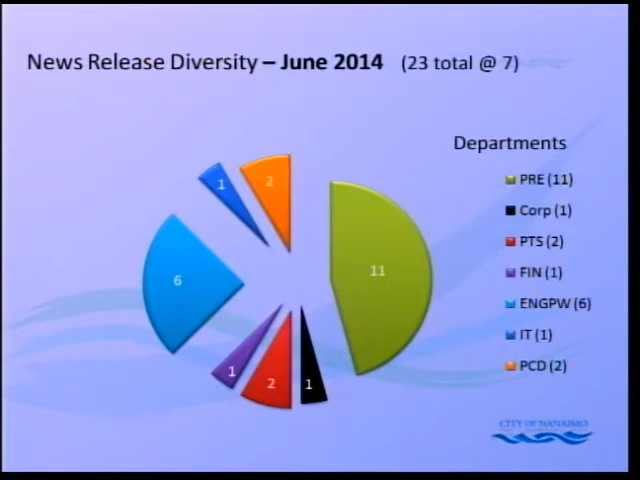 News Release Diversity – June 2014 (23 total @ 7)
Departments
PRE (11)
Corp (1)
PTS (2)
FIN (1)
ENGPW (6)
IT (1)
PCD (2)
1
2
11
6
1
2
1
CITY OF NANAIMO